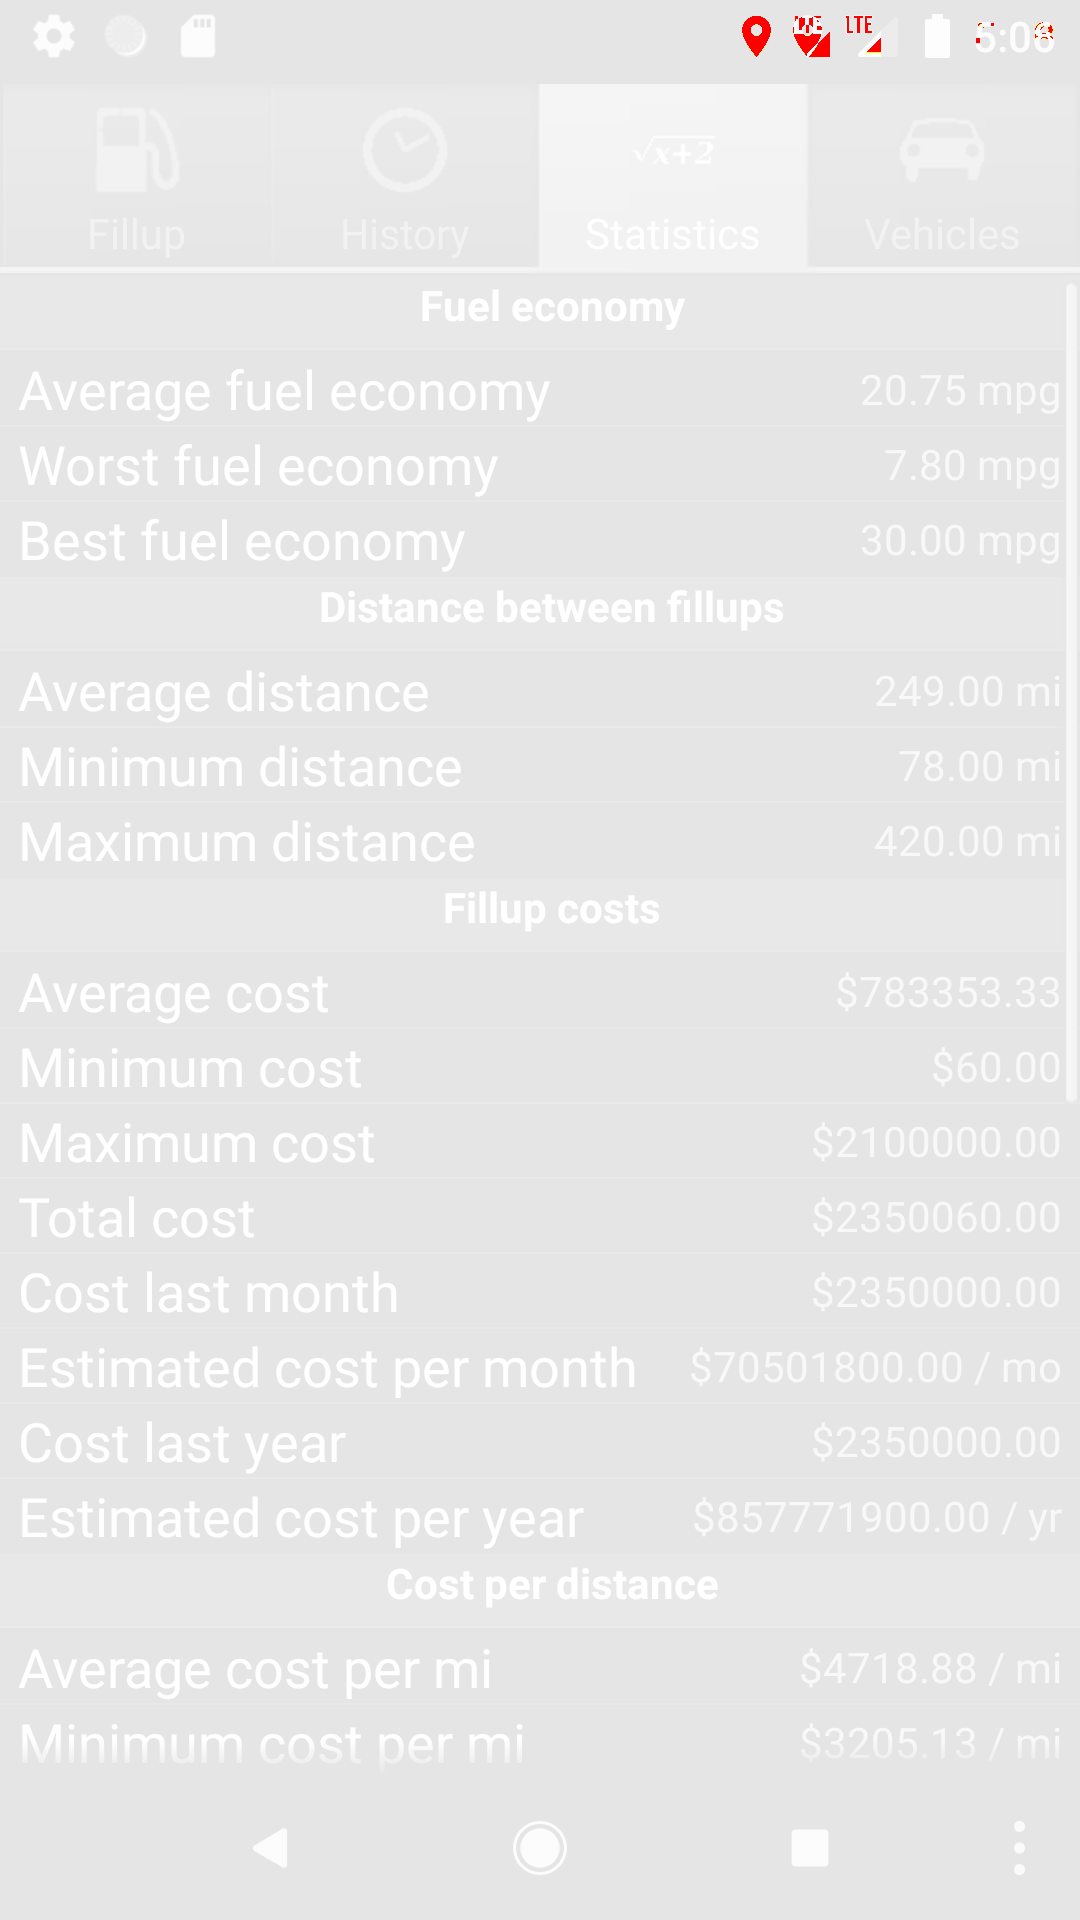 LTE LTE 5:06
Fillup History √x+2 Statistics Vehicles
Fuel economy
Average fuel economy 20.75 mpg
Worst fuel economy 7.80 mpg
Best fuel economy 30.00 mpg
Distance between fillups
Average distance 249.00 mi
Minimum distance 78.00 mi
Maximum distance 420.00 mi
Fillup costs
Average cost $783353.33
Minimum cost $60.00
Maximum cost $2100000.00
Total cost $2350060.00
Cost last month $2350000.00
Estimated cost per month $70501800.00 / mo
Cost last year $2350000.00
Estimated cost per year $857771900.00 / yr
Cost per distance
Average cost per mi $4718.88 / mi
Minimum cost per mi $3205.13 / mi